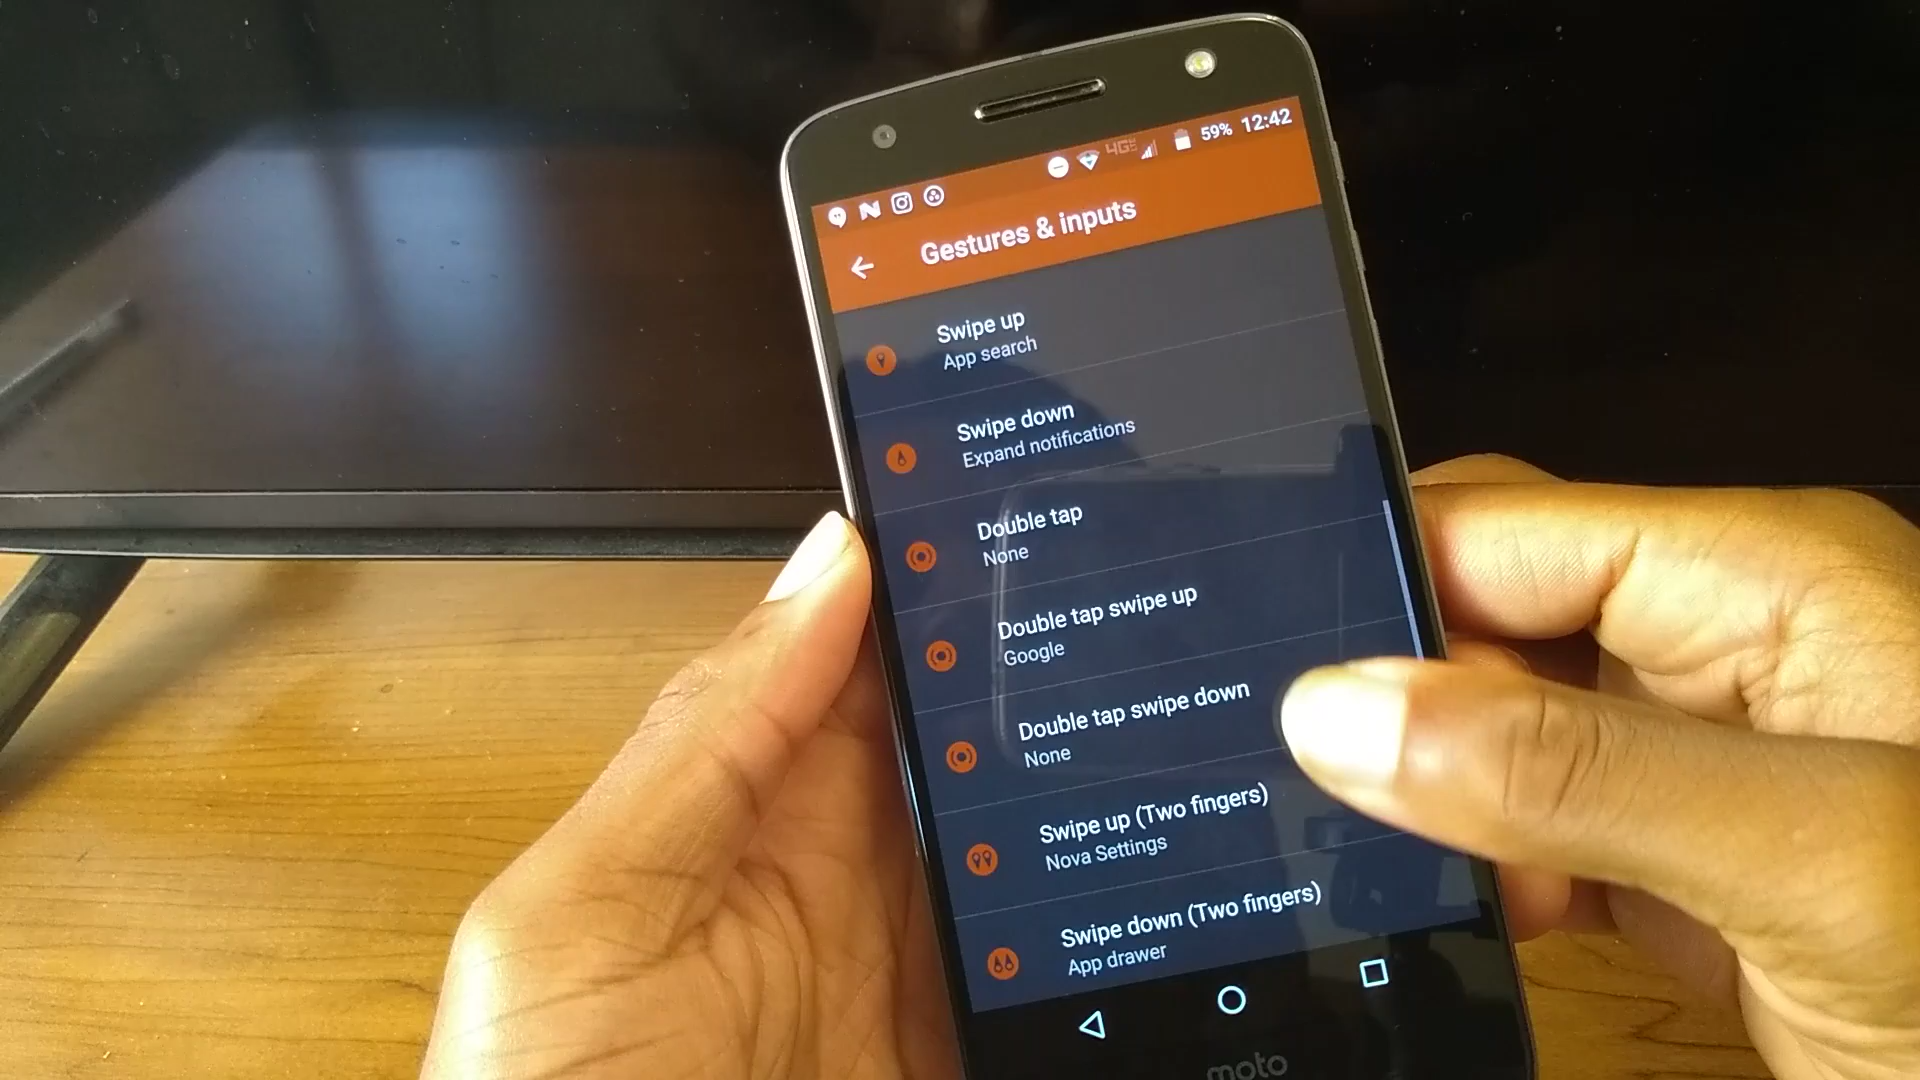 4GE 59% 12:42
Gestures & inputs
Swipe up
App search
Swipe down
Expand notifications
Double tap
None
Double tap swipe up
Google
Double tap swipe down
None
Swipe up (Two fingers)
Nova Settings
Swipe down (Two fingers)
App drawer
moto